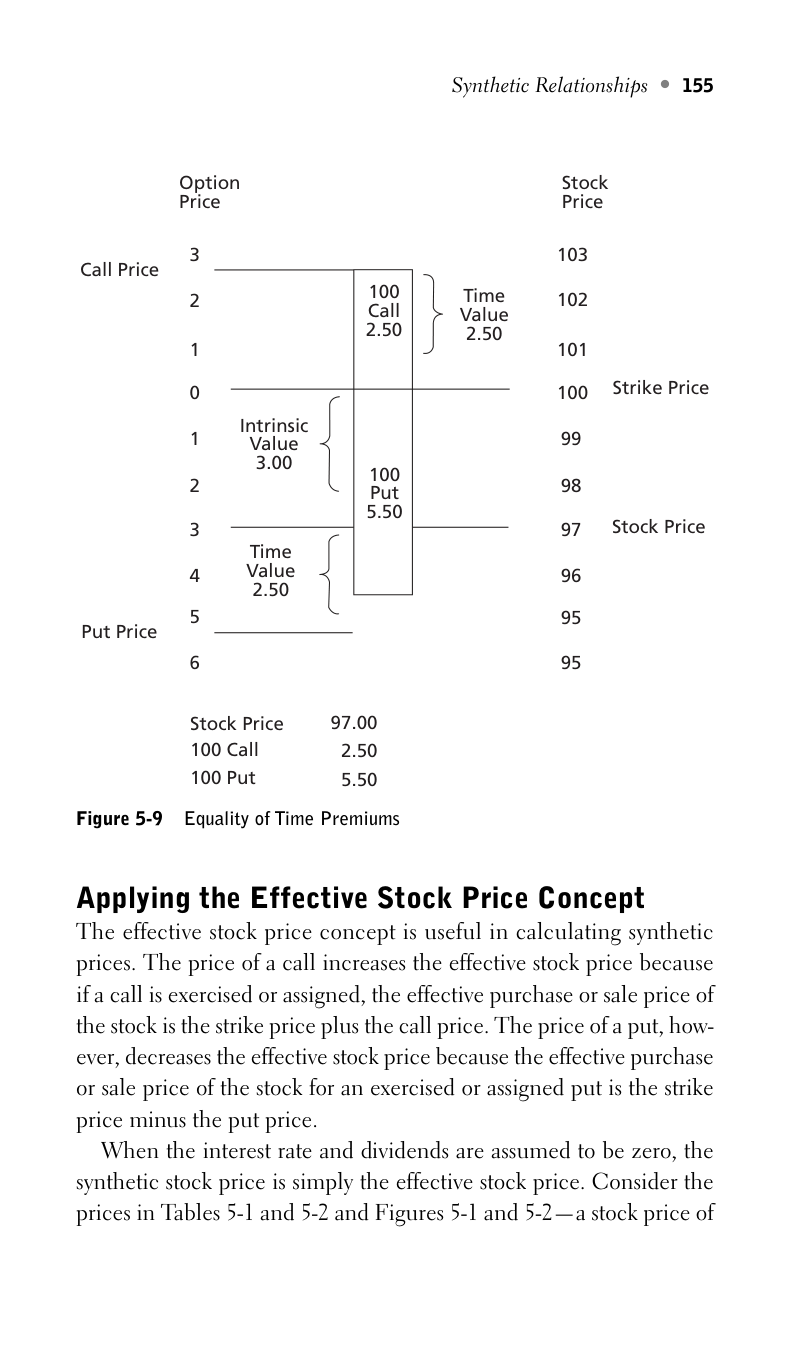 Synthetic Relationships • 155
Option
Price
Stock
Price
3
103
Call Price
100
Call
2.50
Time
Value
2.50
2
102
1
101
0
100
Strike Price
Intrinsic
Value
3.00
1
99
100
Put
5.50
2
98
3
97
Stock Price
Time
Value
2.50
4
96
5
95
Put Price
6
95
Stock Price 97.00
100 Call 2.50
100 Put 5.50
Figure 5-9 Equality of Time Premiums
Applying the Effective Stock Price Concept
The effective stock price concept is useful in calculating synthetic
prices. The price of a call increases the effective stock price because
if a call is exercised or assigned, the effective purchase or sale price of
the stock is the strike price plus the call price. The price of a put, how-
ever, decreases the effective stock price because the effective purchase
or sale price of the stock for an exercised or assigned put is the strike
price minus the put price.
When the interest rate and dividends are assumed to be zero, the
synthetic stock price is simply the effective stock price. Consider the
prices in Tables 5-1 and 5-2 and Figures 5-1 and 5-2—a stock price of